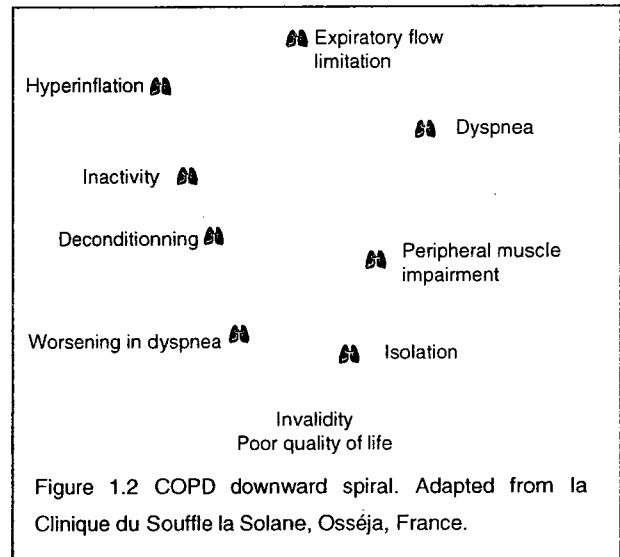 Expiratory flow
limitation
Hyperinflation
Dyspnea
Inactivity
Deconditionning
Peripheral muscle
impairment
Worsening in dyspnea
Isolation
Invalidity
Poor quality of life
Figure 1.2 COPD downward spiral. Adapted from la
Clinique du Souffle la Solane, Osséja, France.